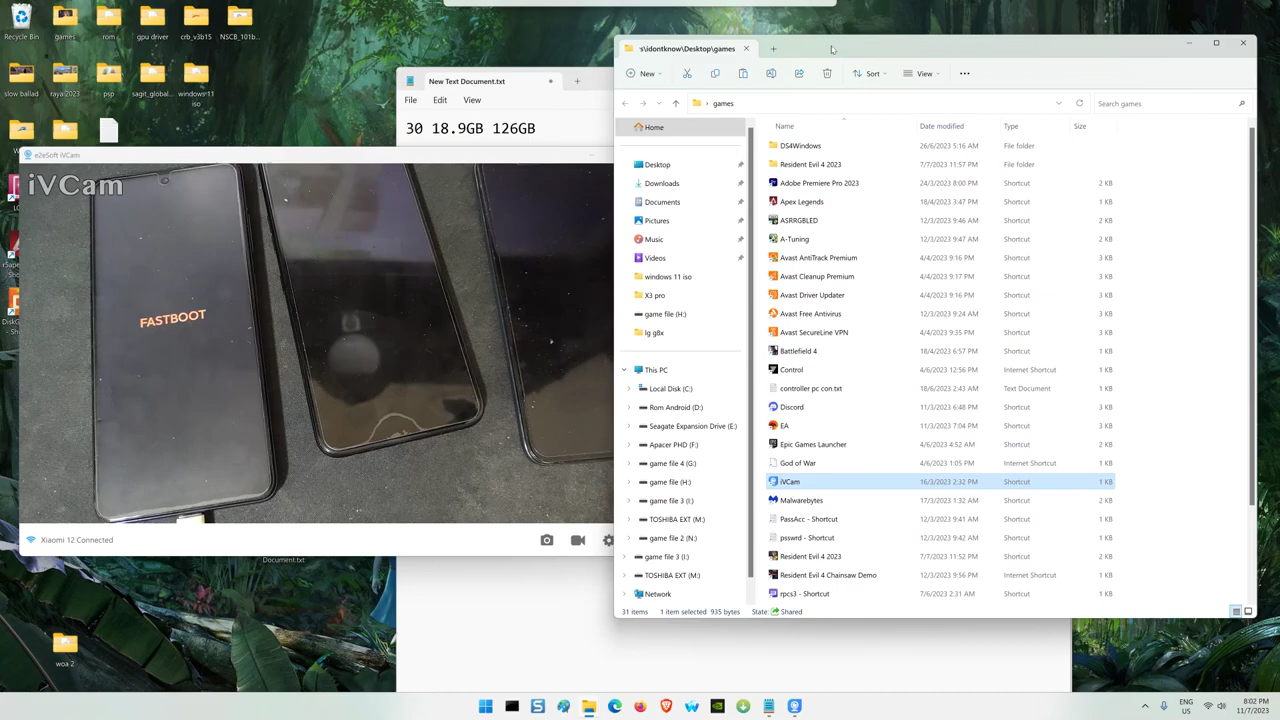 Recycle Bin
games
rom
gpu driver
crb_v3b15
NSCB_101b...
slow ballad
raya 2023
psp
sagit_global...
windows 11
iso
woa 2
New Text Document.txt
File
Edit
View
30 18.9GB 126GB
e2eSoft iVCam
iVCam
FASTBOOT
Xiaomi 12 Connected
Document.txt
's\idontknow\Desktop\games
New
Sort
View
games
Search games
Home
Desktop
Downloads
Documents
Pictures
Music
Videos
windows 11 iso
X3 pro
game file (H:)
lg g8x
This PC
Local Disk (C:)
Rom Android (D:)
Seagate Expansion Drive (E:)
Apacer PHD (F:)
game file 4 (G:)
game file (H:)
game file 3 (I:)
TOSHIBA EXT (M:)
game file 2 (N:)
game file 3 (I:)
TOSHIBA EXT (M:)
Network
Name Date modified Type Size
DS4Windows 26/6/2023 5:16 AM File folder
Resident Evil 4 2023 7/7/2023 11:57 PM File folder
Adobe Premiere Pro 2023 24/3/2023 8:00 PM Shortcut 2 KB
Apex Legends 18/4/2023 3:47 PM Shortcut 1 KB
ASRRGBLED 12/3/2023 9:46 AM Shortcut 2 KB
A-Tuning 12/3/2023 9:47 AM Shortcut 2 KB
Avast AntiTrack Premium 4/4/2023 9:16 PM Shortcut 3 KB
Avast Cleanup Premium 4/4/2023 9:17 PM Shortcut 3 KB
Avast Driver Updater 4/4/2023 9:16 PM Shortcut 3 KB
Avast Free Antivirus 12/3/2023 9:24 AM Shortcut 3 KB
Avast SecureLine VPN 4/4/2023 9:35 PM Shortcut 3 KB
Battlefield 4 18/4/2023 6:57 PM Shortcut 1 KB
Control 4/6/2023 12:56 PM Internet Shortcut 1 KB
controller pc con.txt 18/6/2023 2:43 AM Text Document 1 KB
Discord 11/3/2023 6:48 PM Shortcut 3 KB
EA 11/3/2023 7:04 PM Shortcut 3 KB
Epic Games Launcher 4/6/2023 4:52 AM Shortcut 2 KB
God of War 4/6/2023 1:05 PM Internet Shortcut 1 KB
iVCam 16/3/2023 2:32 PM Shortcut 1 KB
Malwarebytes 17/3/2023 1:32 AM Shortcut 2 KB
PassAcc - Shortcut 12/3/2023 9:41 AM Shortcut 1 KB
psswrd - Shortcut 12/3/2023 9:42 AM Shortcut 1 KB
Resident Evil 4 2023 7/7/2023 11:52 PM Shortcut 2 KB
Resident Evil 4 Chainsaw Demo 12/3/2023 9:56 PM Internet Shortcut 1 KB
rpcs3 - Shortcut 7/6/2023 2:31 AM Shortcut 1 KB
31 items 1 item selected 935 bytes State: Shared
ENG
US
8:02 PM
11/7/2023